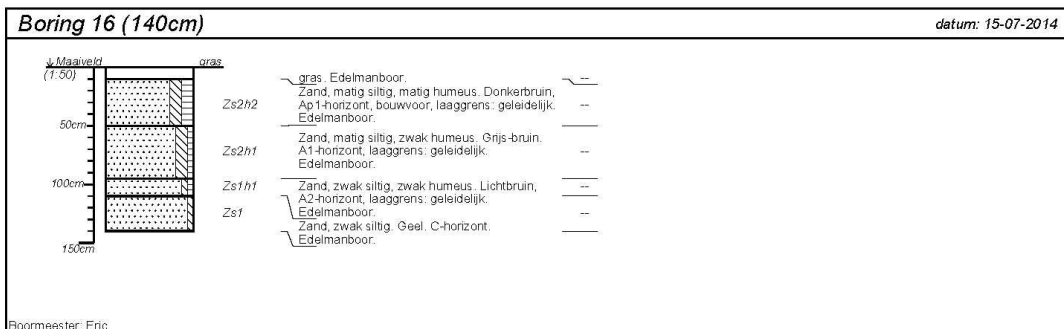 Boring 16 (140cm)
datum: 15-07-2014
Maaiveld
gras
(1:50)
gras. Edelmanboor.
--
Zand, matig siltig, matig humeus. Donkerbruin,
Zs2h2
Ap1-horizont, bouwvoor, laaggrens: geleidelijk.
--
Edelmanboor.
50cm
Zand, matig siltig, zwak humeus. Grijs-bruin.
Zs2h1
A1-horizont, laaggrens: geleidelijk.
--
Edelmanboor.
100cm
Zs1h1
Zand, zwak siltig, zwak humeus. Lichtbruin,
--
A2-horizont, laaggrens: geleidelijk.
Zs1
Edelmanboor.
--
Zand, zwak siltig. Geel. C-horizont.
Edelmanboor.
150cm
Boormeester: Eric